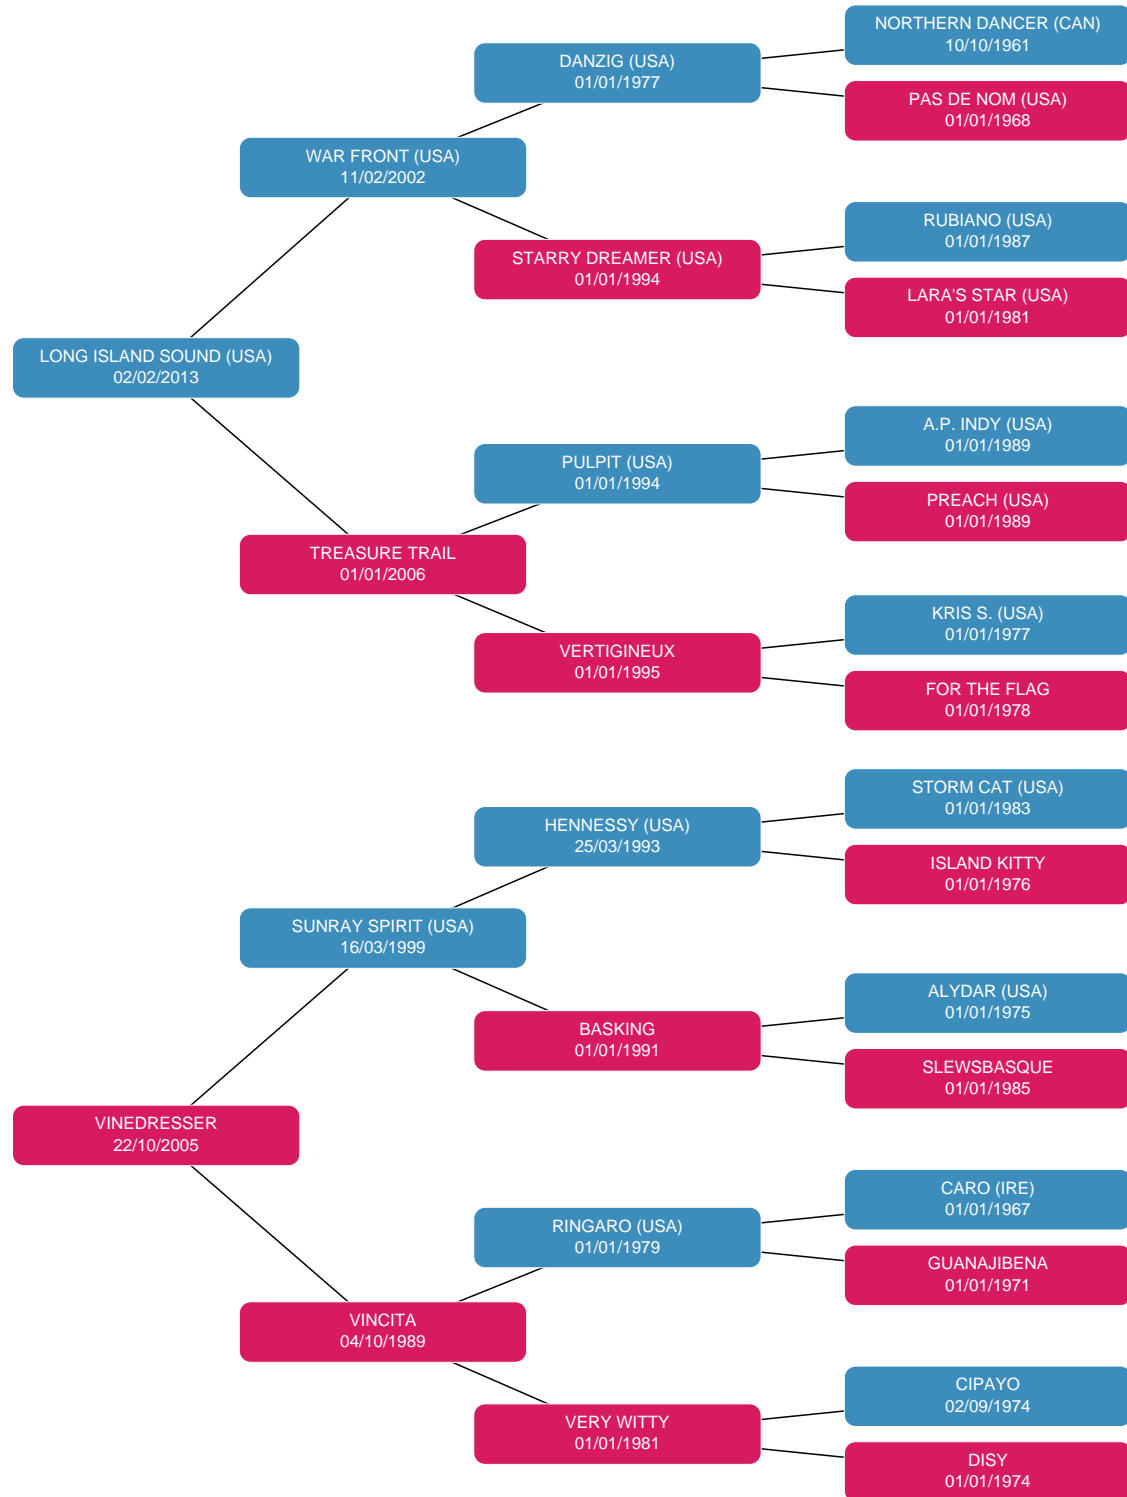 NORTHERN DANCER (CAN)
10/10/1961
DANZIG (USA)
01/01/1977
PAS DE NOM (USA)
01/01/1968
WAR FRONT (USA)
11/02/2002
RUBIANO (USA)
01/01/1987
STARRY DREAMER (USA)
01/01/1994
LARA'S STAR (USA)
01/01/1981
LONG ISLAND SOUND (USA)
02/02/2013
A.P. INDY (USA)
01/01/1989
PULPIT (USA)
01/01/1994
PREACH (USA)
01/01/1989
TREASURE TRAIL
01/01/2006
KRIS S. (USA)
01/01/1977
VERTIGINEUX
01/01/1995
FOR THE FLAG
01/01/1978
STORM CAT (USA)
01/01/1983
HENNESSY (USA)
25/03/1993
ISLAND KITTY
01/01/1976
SUNRAY SPIRIT (USA)
16/03/1999
ALYDAR (USA)
01/01/1975
BASKING
01/01/1991
SLEWSBASQUE
01/01/1985
VINEDRESSER
22/10/2005
CARO (IRE)
01/01/1967
RINGARO (USA)
01/01/1979
GUANAJIBENA
01/01/1971
VINCITA
04/10/1989
CIPAYO
02/09/1974
VERY WITTY
01/01/1981
DISY
01/01/1974